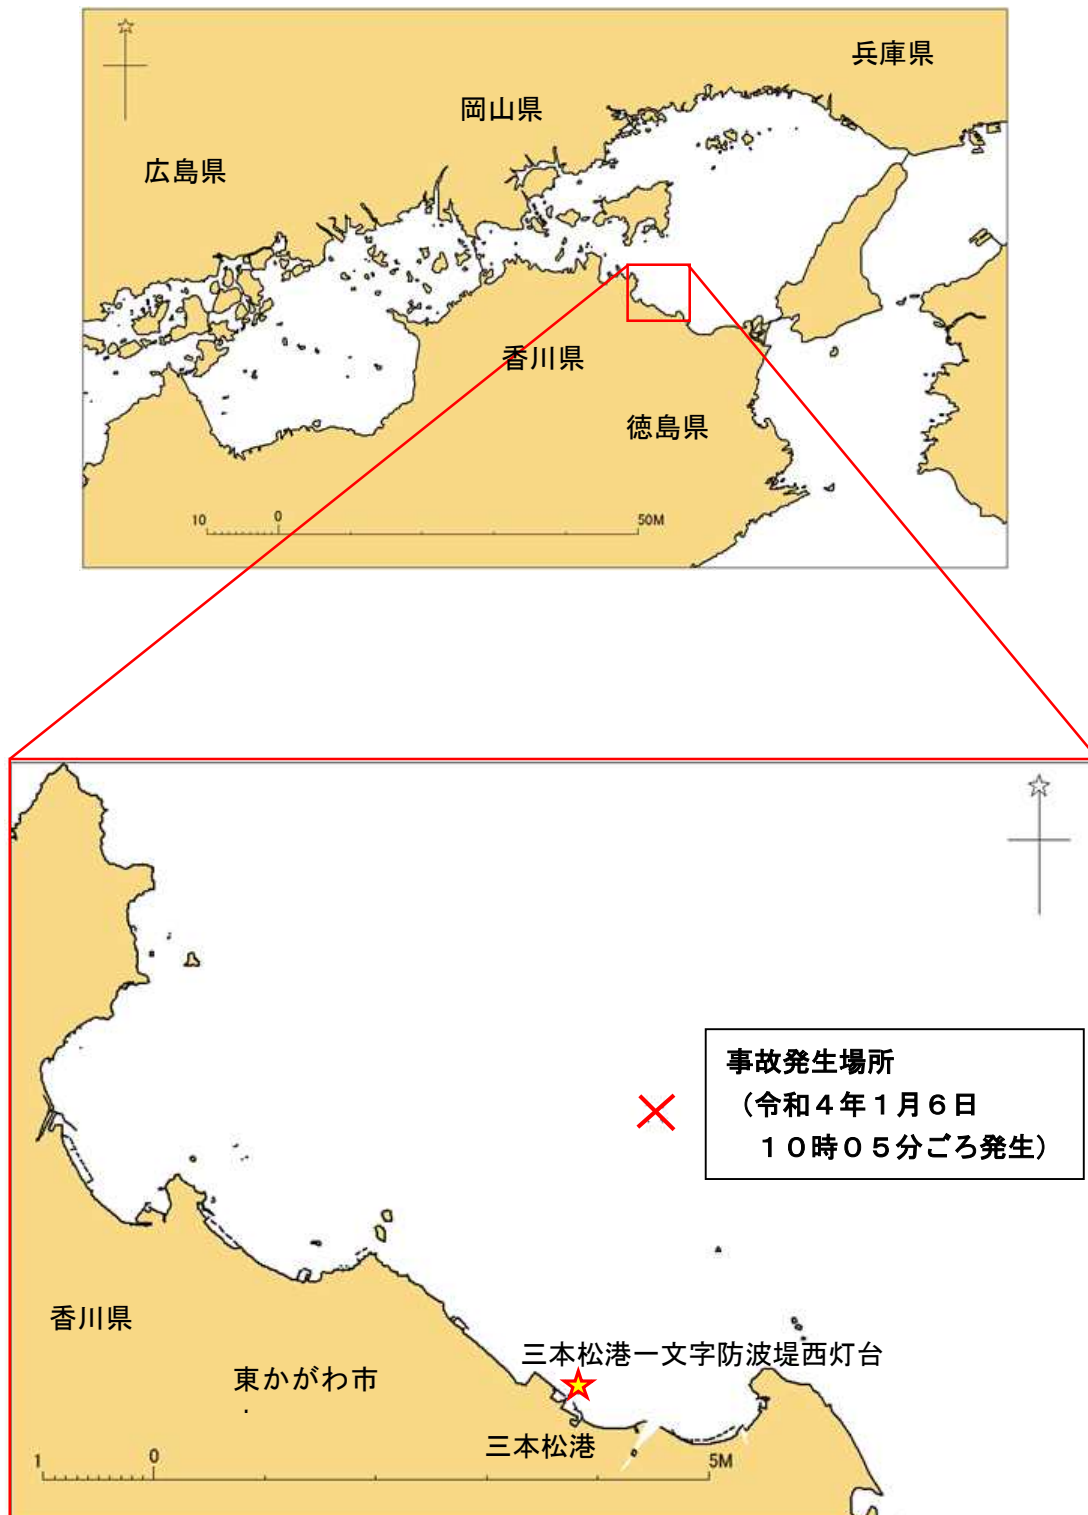 兵庫県
岡山県
広島県
香川県
徳島県
10 0 50M
事故発生場所
（令和４年１月６日
１０時０５分ごろ発生）
香川県
三本松港一文字防波堤西灯台
東かがわ市
三本松港
1 0 5M